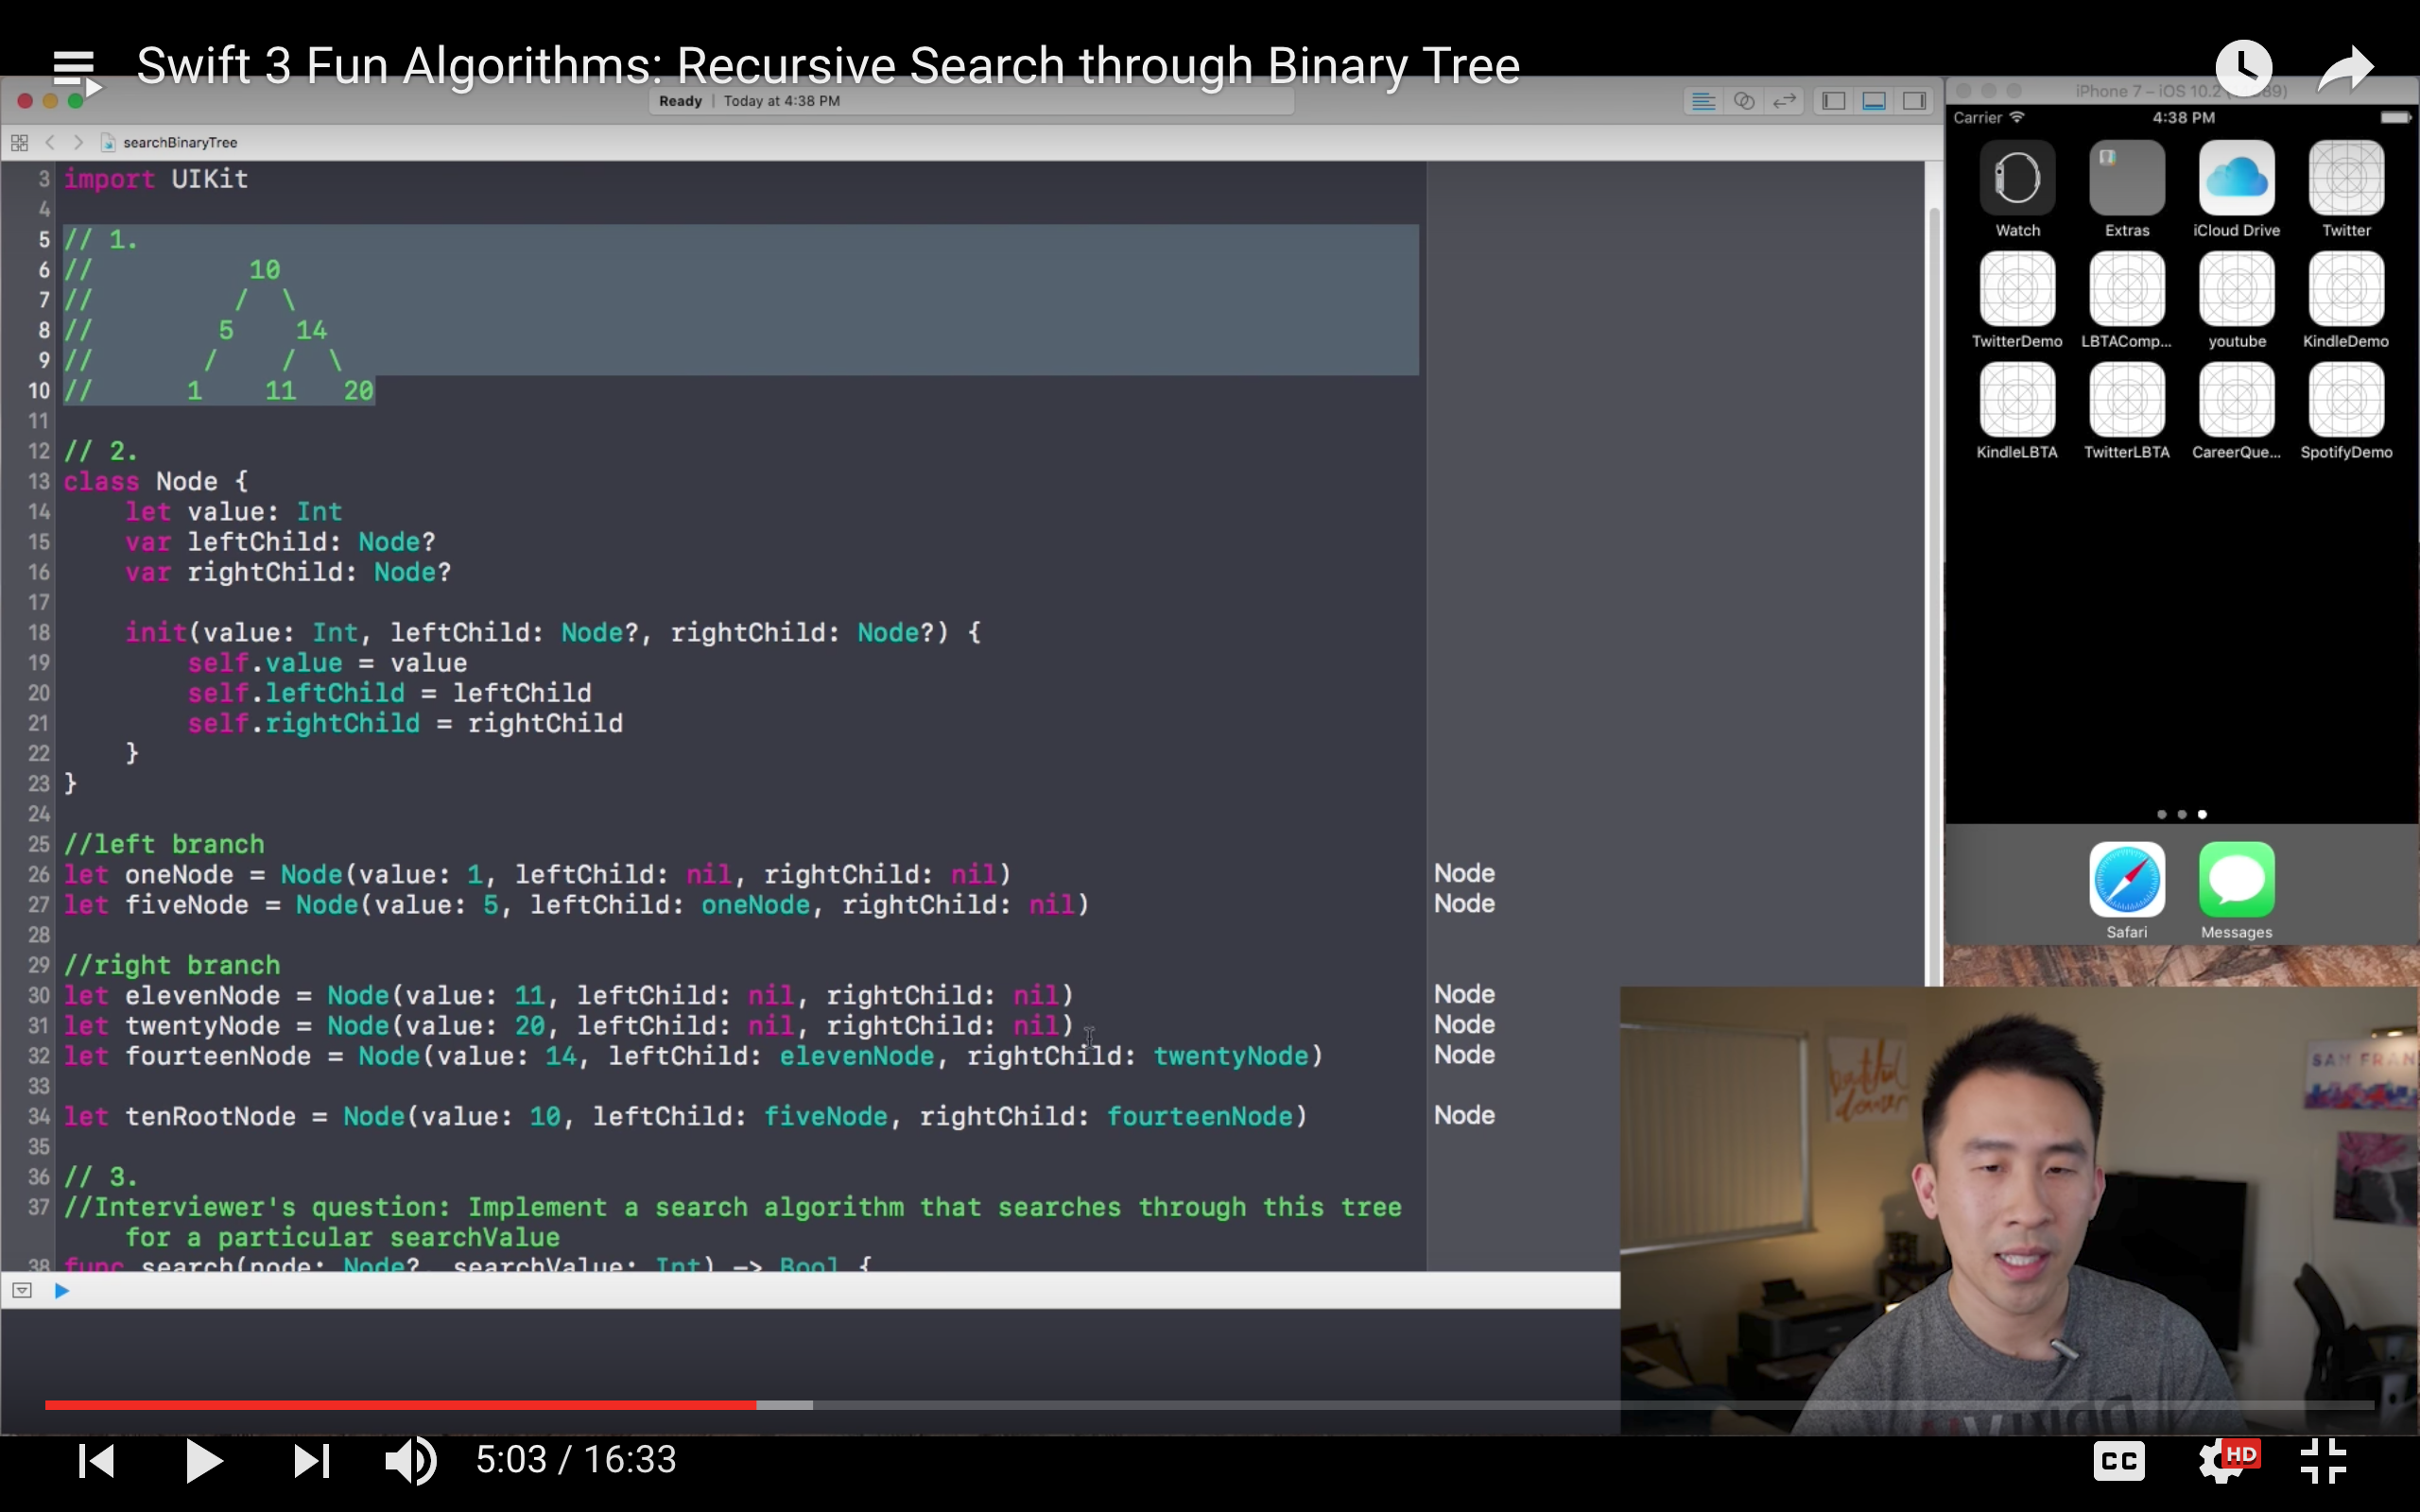 Swift 3 Fun Algorithms: Recursive Search through Binary Tree
Ready | Today at 4:38 PM
iPhone 7 – iOS 10.2
searchBinaryTree
3 import UIKit
4
5 // 1.
6 //          10
7 //         /  \
8 //        5    14
9 //       /    /  \
10 //      1    11   20
11
12 // 2.
13 class Node {
14     let value: Int
15     var leftChild: Node?
16     var rightChild: Node?
17
18     init(value: Int, leftChild: Node?, rightChild: Node?) {
19         self.value = value
20         self.leftChild = leftChild
21         self.rightChild = rightChild
22     }
23 }
24
25 //left branch
26 let oneNode = Node(value: 1, leftChild: nil, rightChild: nil)
27 let fiveNode = Node(value: 5, leftChild: oneNode, rightChild: nil)
28
29 //right branch
30 let elevenNode = Node(value: 11, leftChild: nil, rightChild: nil)
31 let twentyNode = Node(value: 20, leftChild: nil, rightChild: nil)
32 let fourteenNode = Node(value: 14, leftChild: elevenNode, rightChild: twentyNode)
33
34 let tenRootNode = Node(value: 10, leftChild: fiveNode, rightChild: fourteenNode)
35
36 // 3.
37 //Interviewer's question: Implement a search algorithm that searches through this tree
for a particular searchValue
38 func search(node: Node?, searchValue: Int) -> Bool {
Node
Node
Node
Node
Node
Node
Carrier 4:38 PM
Watch Extras iCloud Drive Twitter
TwitterDemo LBTAComp... youtube KindleDemo
KindleLBTA TwitterLBTA CareerQue... SpotifyDemo
Safari Messages
SAN FRAN
5:03 / 16:33
CC HD